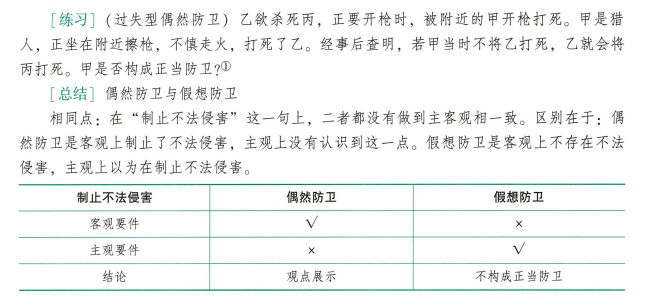 [练习](过失型偶然防卫)乙欲杀死丙,正要开枪时,被附近的甲开枪打死。甲是猎
人,正坐在附近擦枪,不慎走火,打死了乙。经事后查明,若甲当时不将乙打死,乙就会将
丙打死。甲是否构成正当防卫?①
[总结] 偶然防卫与假想防卫
相同点:在“制止不法侵害”这一句上,二者都没有做到主客观相一致。区别在于:偶
然防卫是客观上制止了不法侵害,主观上没有认识到这一点。假想防卫是客观上不存在不法
侵害,主观上以为在制止不法侵害。
制止不法侵害 偶然防卫 假想防卫
客观要件 √ ×
主观要件 × √
结论 观点展示 不构成正当防卫